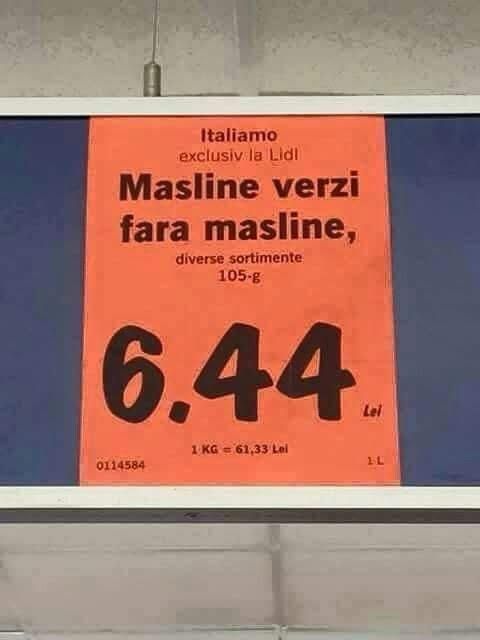 Italiamo
exclusiv la Lidl
Masline verzi
fara masline,
diverse sortimente
105-g
6.44 Lei
1 KG = 61,33 Lei
0114584
1 L